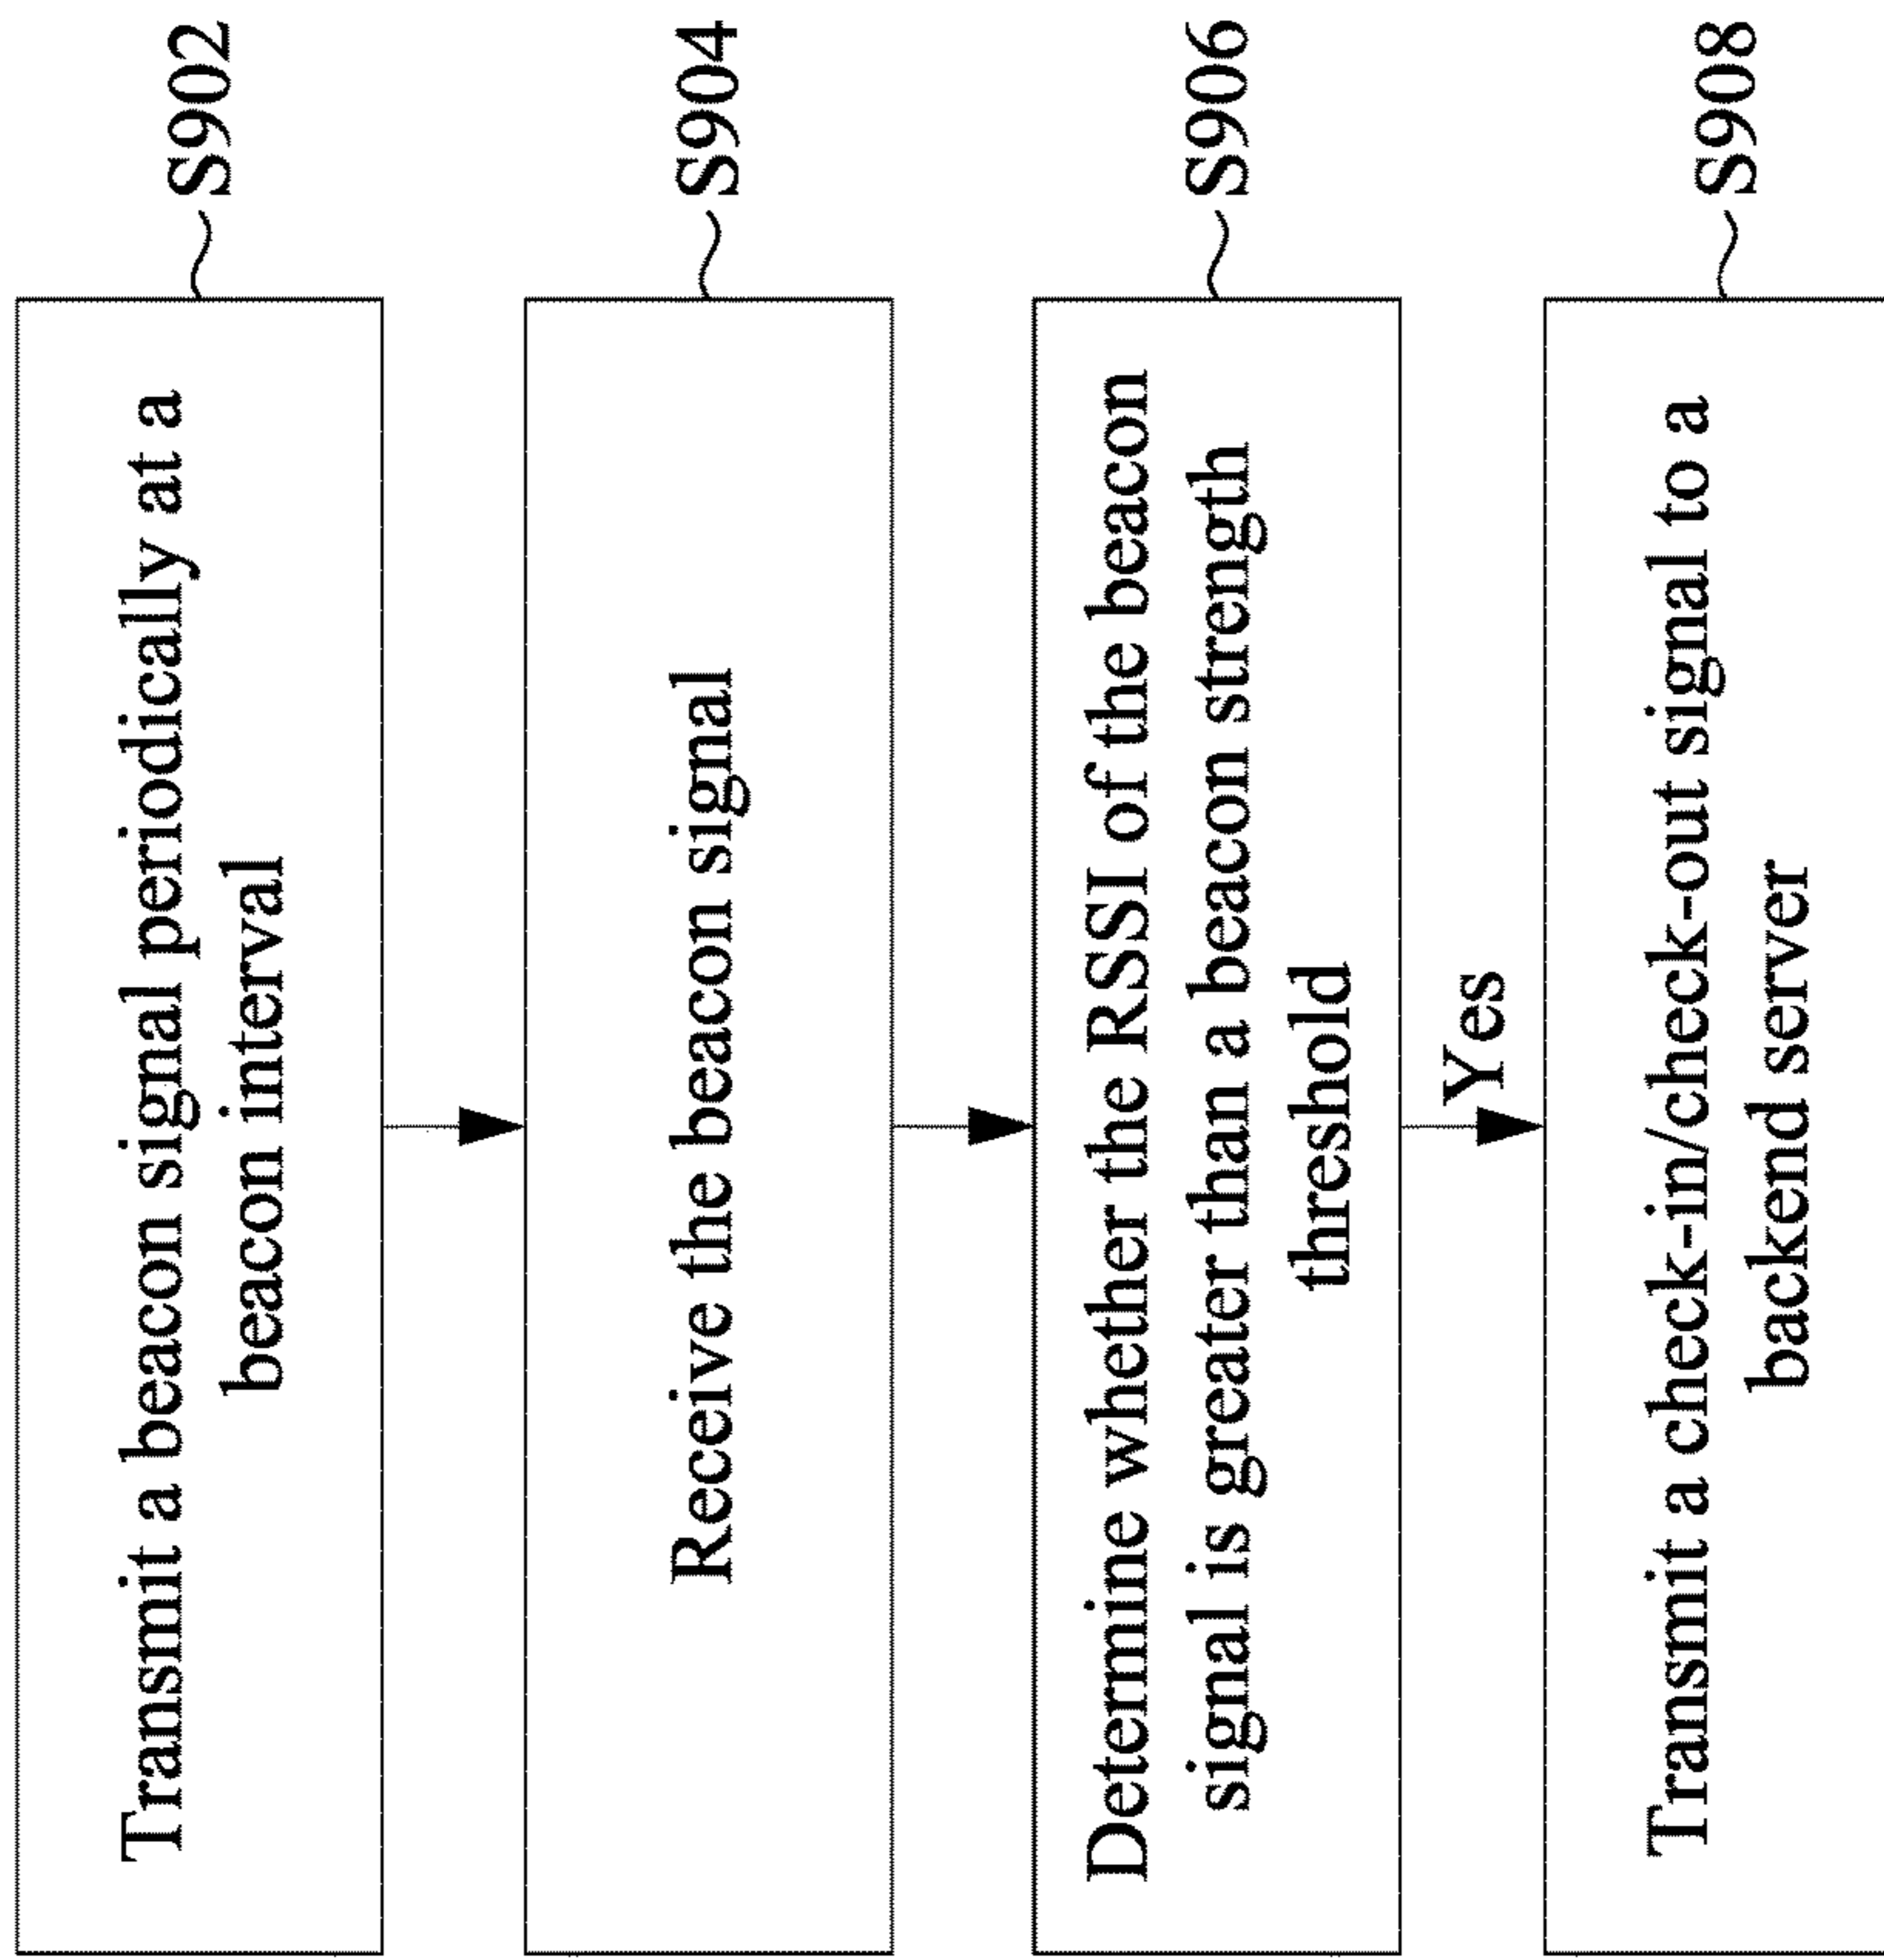 Transmit a beacon signal periodically at a
beacon interval
S902
Receive the beacon signal
S904
Determine whether the RSSI of the beacon
signal is greater than a beacon strength
threshold
S906
Yes
Transmit a check-in/check-out signal to a
backend server
S908